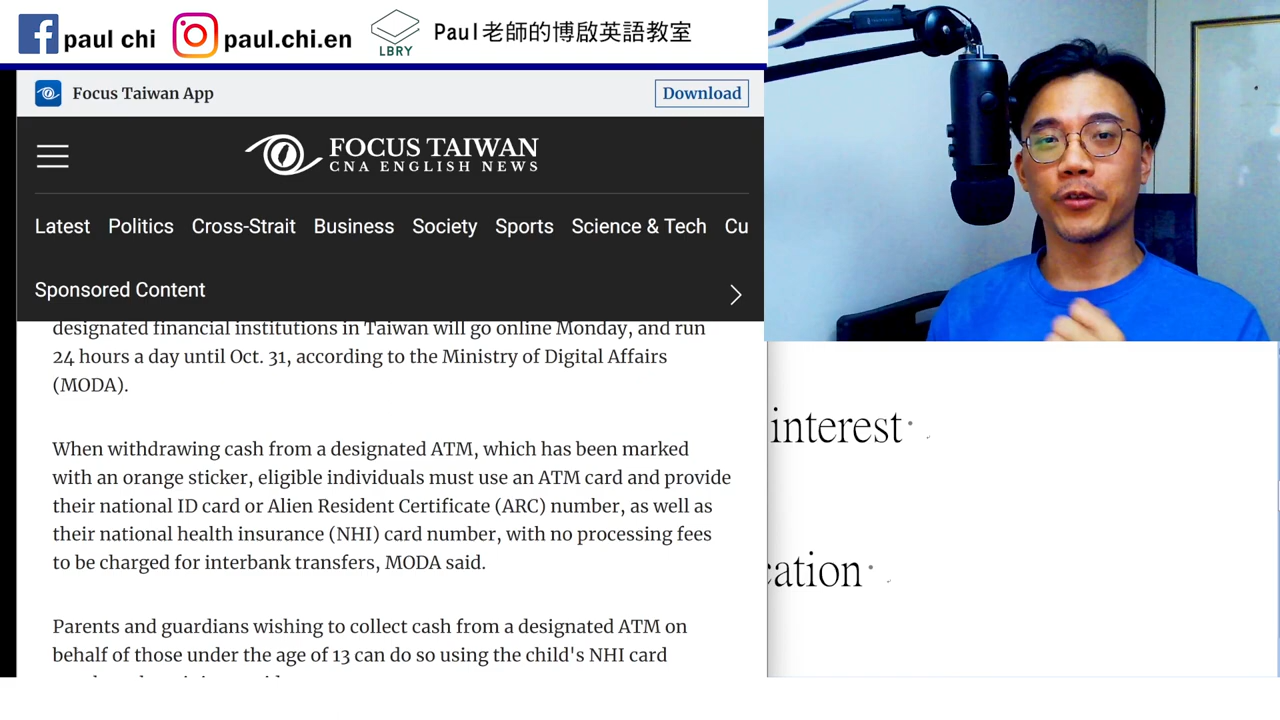 paul chi
paul.chi.en
LBRY
Paul老師的博啟英語教室
Focus Taiwan App
Download
FOCUS TAIWAN
CNA ENGLISH NEWS
Latest Politics Cross-Strait Business Society Sports Science & Tech Cu
Sponsored Content
designated financial institutions in Taiwan will go online Monday, and run
24 hours a day until Oct. 31, according to the Ministry of Digital Affairs
(MODA).
When withdrawing cash from a designated ATM, which has been marked
with an orange sticker, eligible individuals must use an ATM card and provide
their national ID card or Alien Resident Certificate (ARC) number, as well as
their national health insurance (NHI) card number, with no processing fees
to be charged for interbank transfers, MODA said.
Parents and guardians wishing to collect cash from a designated ATM on
behalf of those under the age of 13 can do so using the child's NHI card
interest
cation